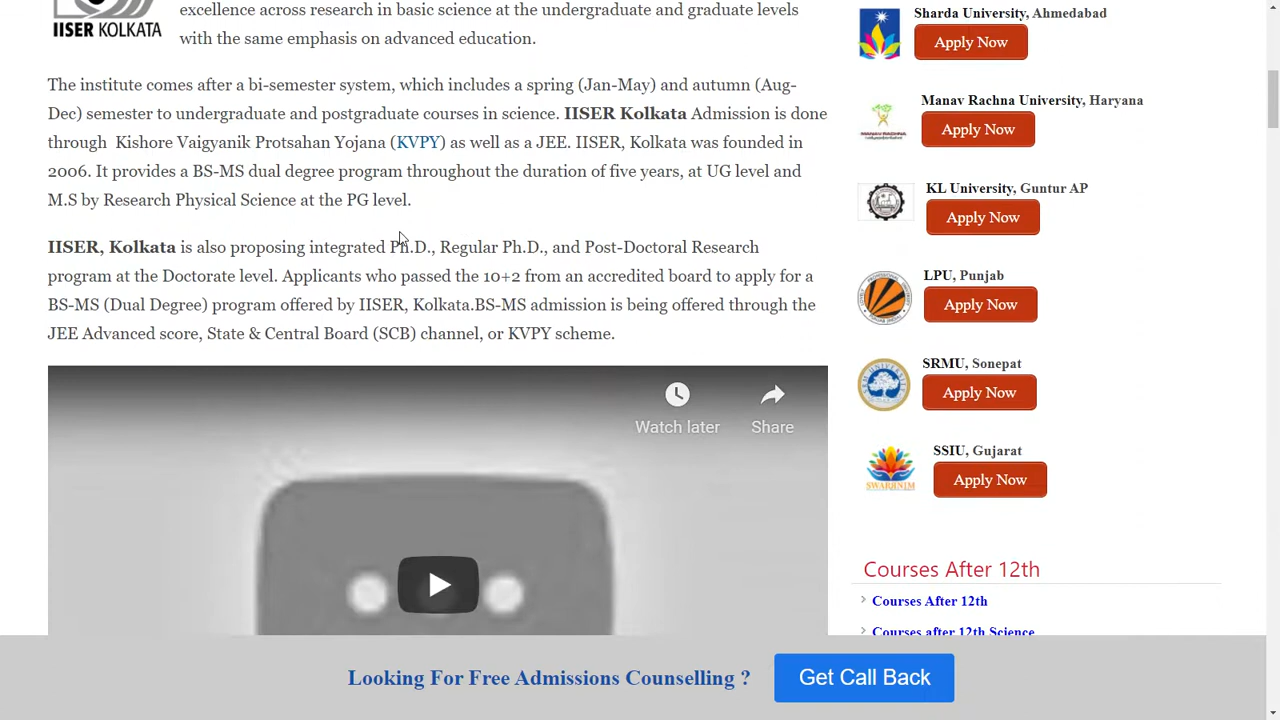 excellence across research in basic science at the undergraduate and graduate levels
IISER KOLKATA
with the same emphasis on advanced education.
The institute comes after a bi-semester system, which includes a spring (Jan-May) and autumn (Aug-
Dec) semester to undergraduate and postgraduate courses in science. IISER Kolkata Admission is done
through Kishore Vaigyanik Protsahan Yojana (KVPY) as well as a JEE. IISER, Kolkata was founded in
2006. It provides a BS-MS dual degree program throughout the duration of five years, at UG level and
M.S by Research Physical Science at the PG level.
IISER, Kolkata is also proposing integrated Ph.D., Regular Ph.D., and Post-Doctoral Research
program at the Doctorate level. Applicants who passed the 10+2 from an accredited board to apply for a
BS-MS (Dual Degree) program offered by IISER, Kolkata.BS-MS admission is being offered through the
JEE Advanced score, State & Central Board (SCB) channel, or KVPY scheme.
Watch later
Share
Sharda University, Ahmedabad
Apply Now
Manav Rachna University, Haryana
MANAV RACHNA
Apply Now
KL University, Guntur AP
Apply Now
LPU, Punjab
Apply Now
SRMU, Sonepat
Apply Now
SSIU, Gujarat
SWARRNIM
Apply Now
Courses After 12th
Courses After 12th
Courses after 12th Science
Looking For Free Admissions Counselling ?
Get Call Back